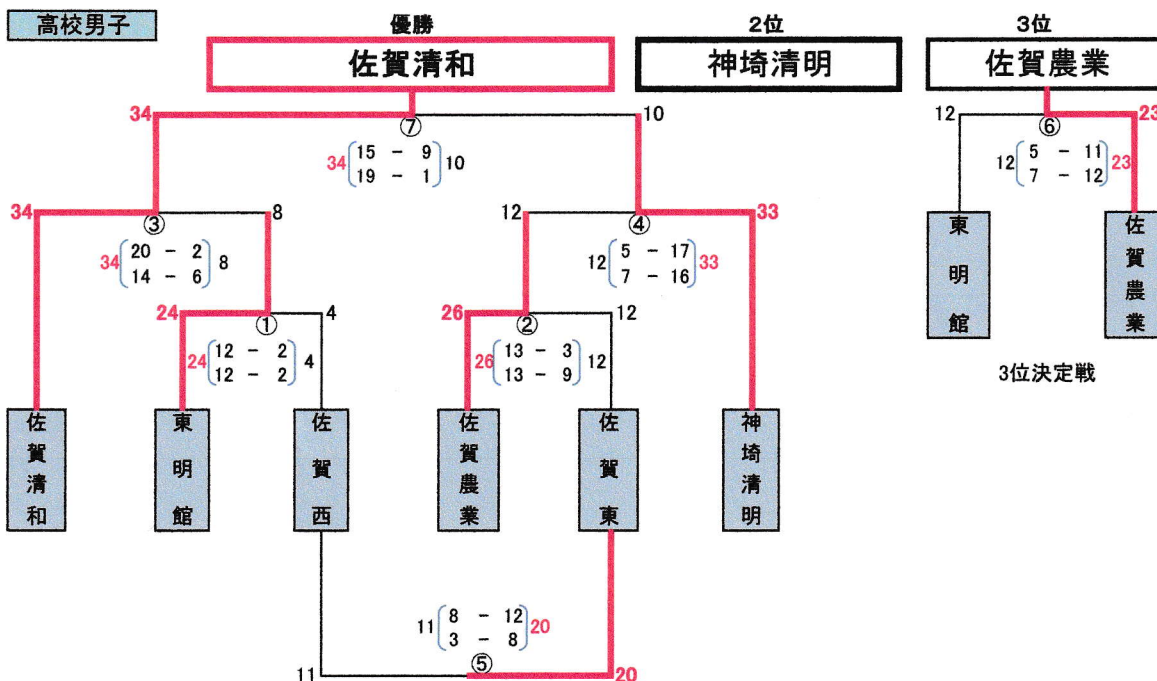 高校男子
優勝
2位
3位
佐賀清和
神埼清明
佐賀農業
34
⑦
10
12
⑥
23
34
15 - 9
19 - 1
10
12
5 - 11
7 - 12
23
34
③
8
12
④
33
34
20 - 2
14 - 6
8
12
5 - 17
7 - 16
33
東明館
佐賀農業
24
①
4
26
②
12
24
12 - 2
12 - 2
4
26
13 - 3
13 - 9
12
3位決定戦
佐賀清和
東明館
佐賀西
佐賀農業
佐賀東
神埼清明
11
8 - 12
3 - 8
20
11
⑤
20